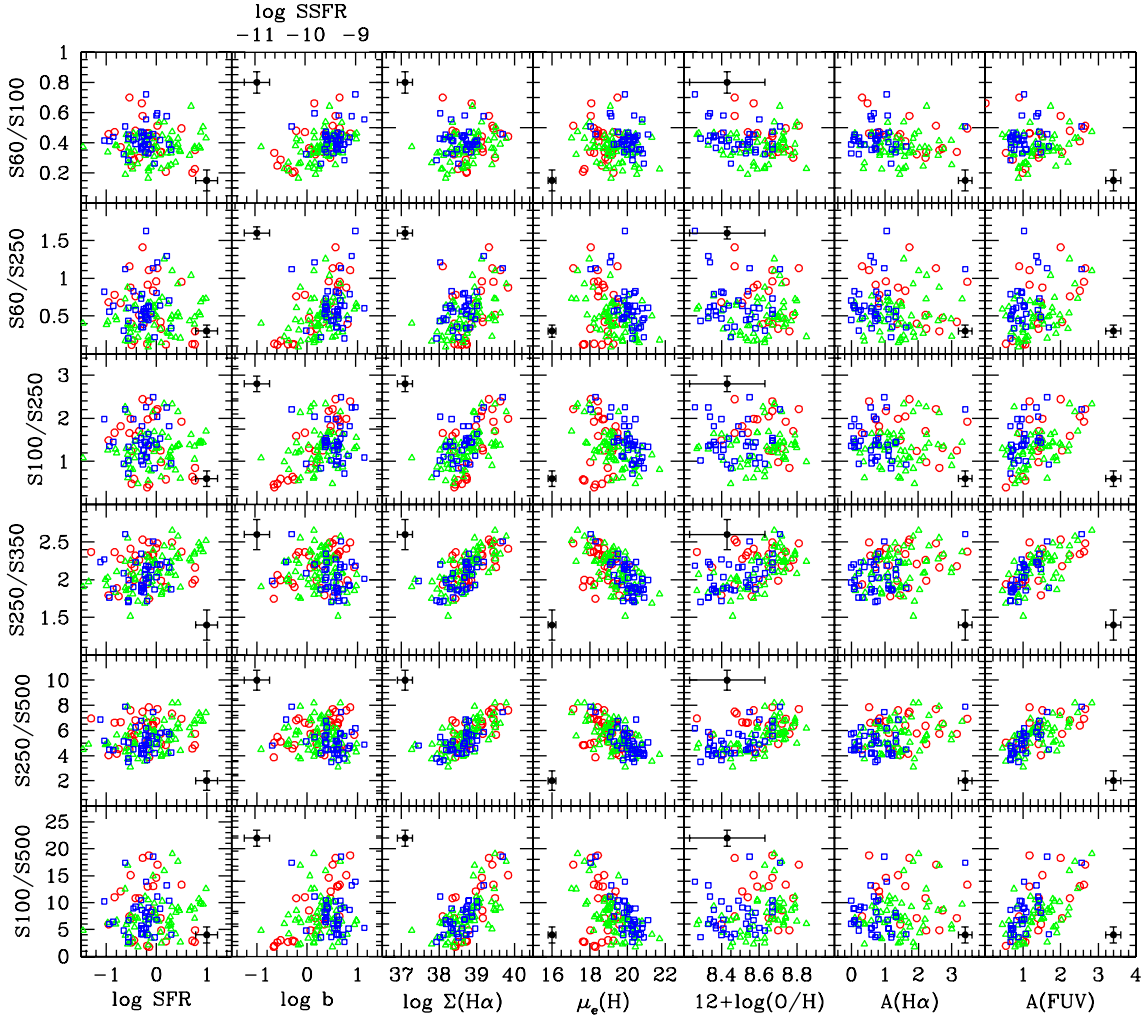 log SSFR
−11 −10 −9
1
0.8
0.6
0.4
0.2
S60/S100
1.5
1
0.5
S60/S250
3
2
1
S100/S250
2.5
2
1.5
S250/S350
10
8
6
4
2
S250/S500
25
20
15
10
5
0
S100/S500
−1 0 1 −1 0 1 37 38 39 40 16 18 20 22 8.4 8.6 8.8 0 1 2 3 1 2 3 4
log SFR log b log Σ(Hα) μe(H) 12+log(O/H) A(Hα) A(FUV)